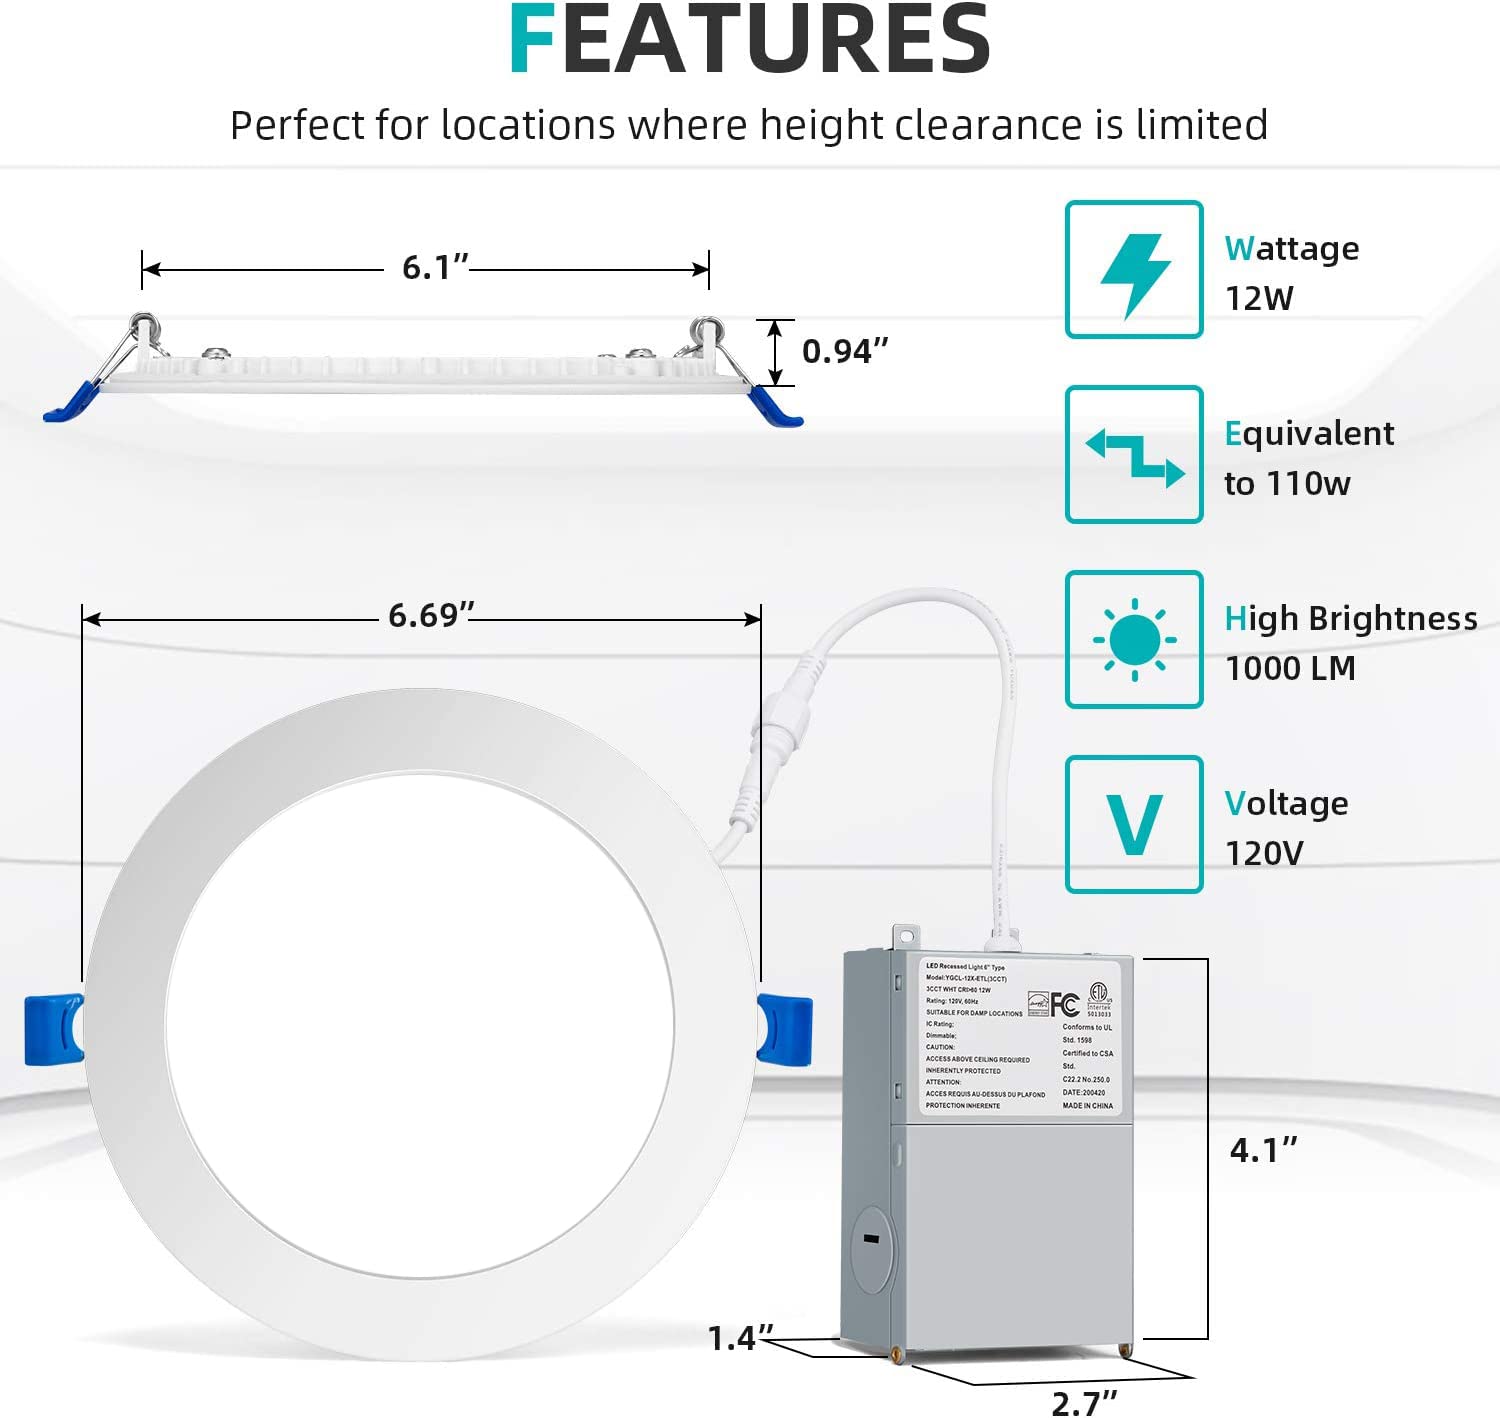 FEATURES
Perfect for locations where height clearance is limited
6.1”
0.94”
Wattage
12W
Equivalent
to 110w
High Brightness
1000 LM
V
Voltage
120V
6.69”
LED Recessed Light 6" Type
Model:YGCL-12X-ETL(3CCT)
3CCT WHT CRI>80 12W
Rating: 120V, 60Hz
SUITABLE FOR DAMP LOCATIONS
IC Rating;
Dimmable;
CAUTION:
ACCESS ABOVE CEILING REQUIRED
INHERENTLY PROTECTED
ATTENTION:
ACCES REQUIS AU-DESSUS DU PLAFOND
PROTECTION INHERENTE
FC
ETL
C US
Intertek
5013033
Conforms to UL
Std. 1598
Certified to CSA
Std.
C22.2 No.250.0
DATE:200420
MADE IN CHINA
4.1”
1.4”
2.7”